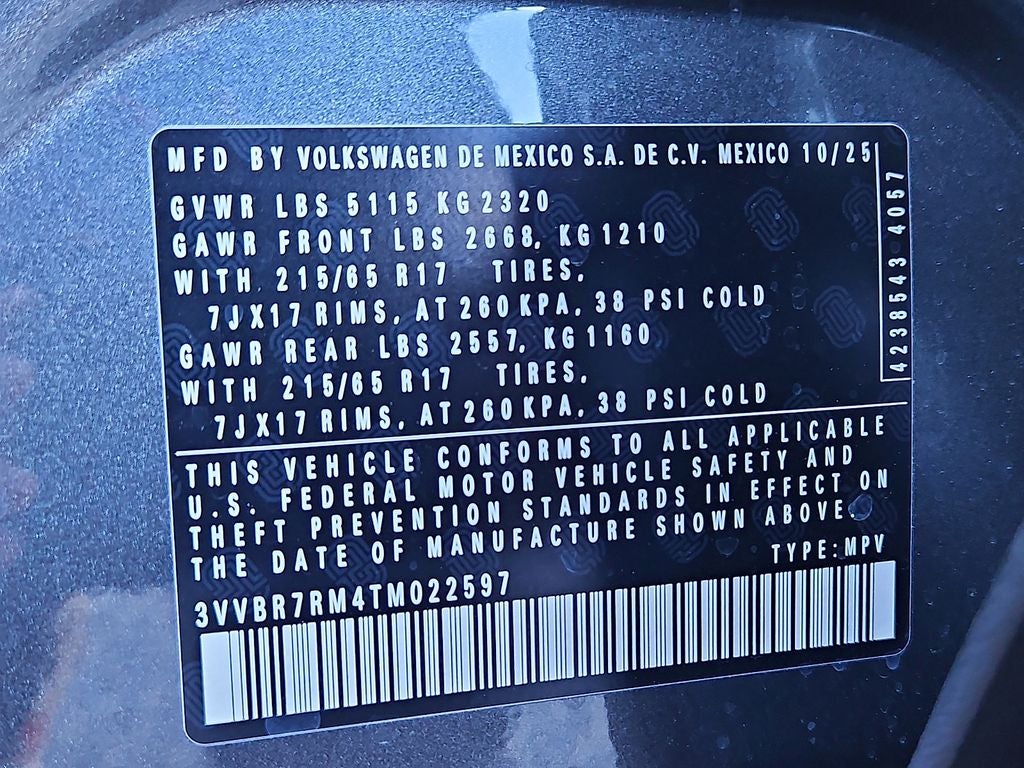 MFD BY VOLKSWAGEN DE MEXICO S.A. DE C.V. MEXICO 10/25
GVWR LBS 5115 KG 2320
GAWR FRONT LBS 2668, KG 1210
WITH 215/65 R17 TIRES,
7JX17 RIMS, AT 260 KPA, 38 PSI COLD
GAWR REAR LBS 2557, KG 1160
WITH 215/65 R17 TIRES,
7JX17 RIMS, AT 260 KPA, 38 PSI COLD
4238543 4057
THIS VEHICLE CONFORMS TO ALL APPLICABLE
U.S. FEDERAL MOTOR VEHICLE SAFETY AND
THEFT PREVENTION STANDARDS IN EFFECT ON
THE DATE OF MANUFACTURE SHOWN ABOVE.
TYPE:MPV
3VVBR7RM4TM022597